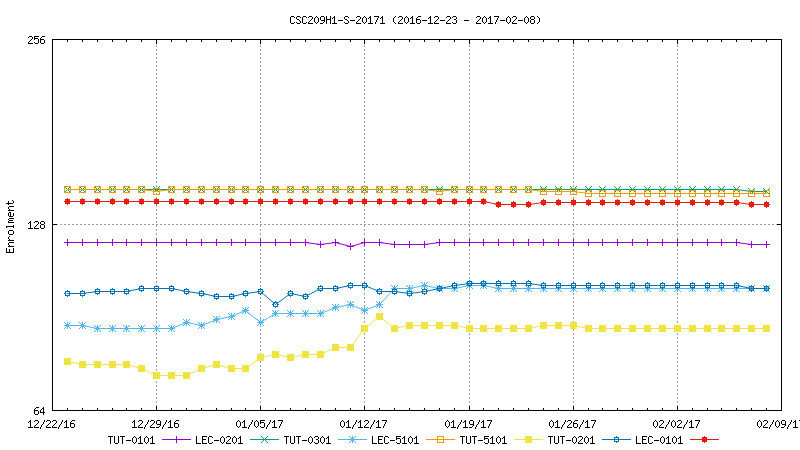 CSC209H1-S-20171 (2016-12-23 - 2017-02-08)
256
Enrolment
128
64
12/22/16 12/29/16 01/05/17 01/12/17 01/19/17 01/26/17 02/02/17 02/09/17
TUT-0101 LEC-0201 TUT-0301 LEC-5101 TUT-5101 TUT-0201 LEC-0101